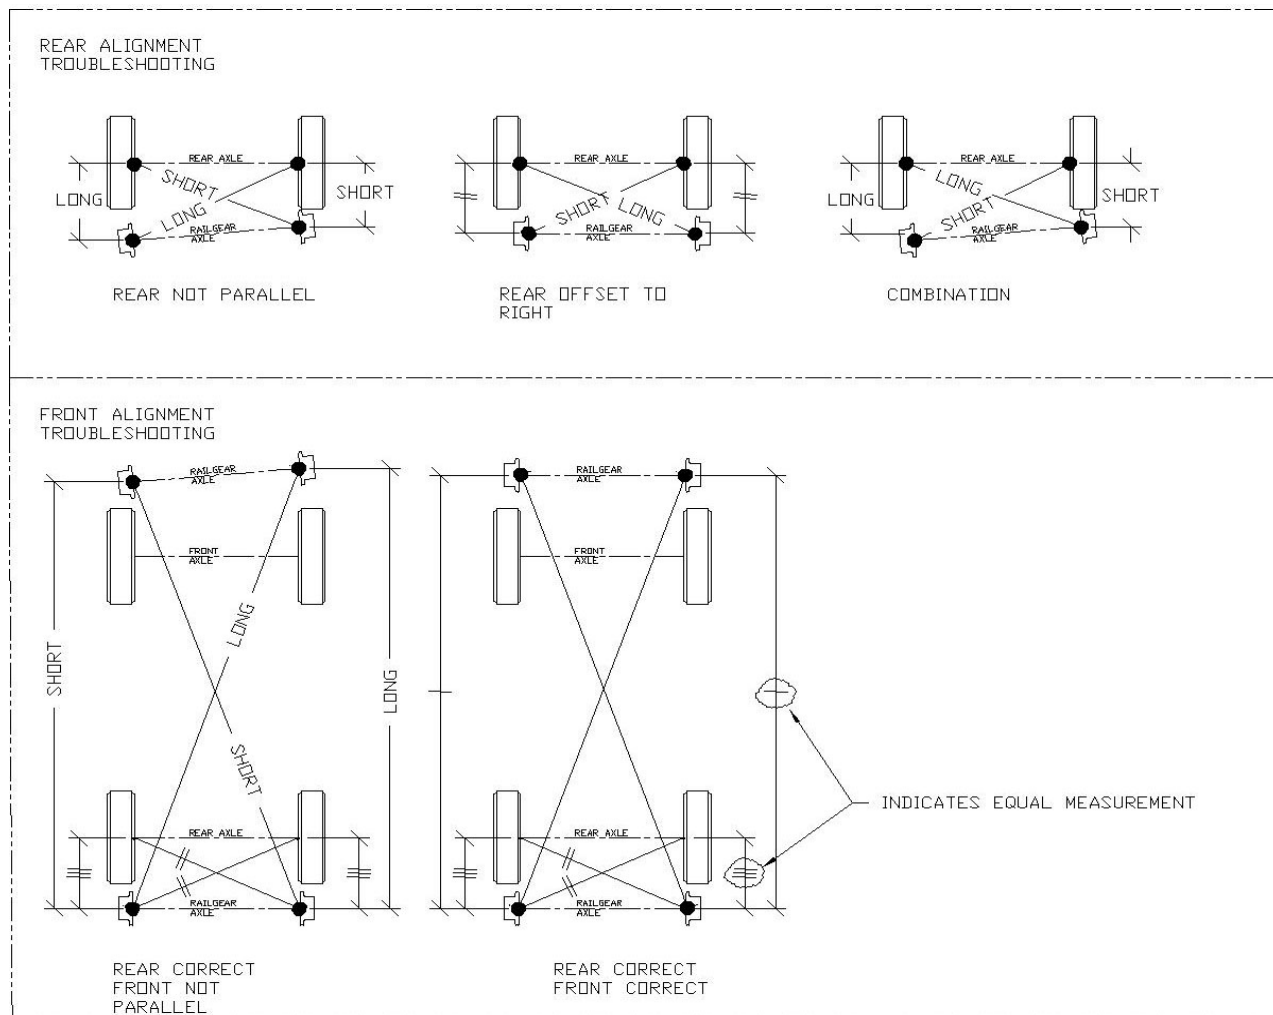 REAR ALIGNMENT
TROUBLESHOOTING
REAR AXLE
LONG
SHORT
LONG
SHORT
RAILGEAR
AXLE
REAR NOT PARALLEL
REAR AXLE
SHORT
LONG
RAILGEAR
AXLE
REAR OFFSET TO
RIGHT
REAR AXLE
LONG
LONG
SHORT
SHORT
RAILGEAR
AXLE
COMBINATION
FRONT ALIGNMENT
TROUBLESHOOTING
RAILGEAR
AXLE
FRONT
AXLE
SHORT
LONG
LONG
SHORT
REAR AXLE
RAILGEAR
AXLE
REAR CORRECT
FRONT NOT
PARALLEL
RAILGEAR
AXLE
FRONT
AXLE
INDICATES EQUAL MEASUREMENT
REAR AXLE
RAILGEAR
AXLE
REAR CORRECT
FRONT CORRECT